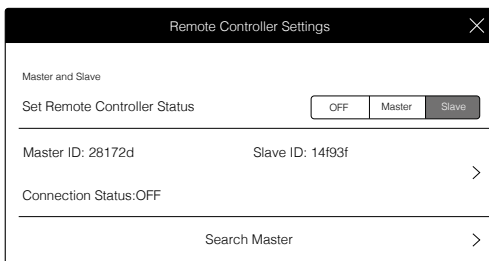 Remote Controller Settings
Master and Slave
Set Remote Controller Status OFF Master Slave
Master ID: 28172d Slave ID: 14f93f
Connection Status:OFF
Search Master